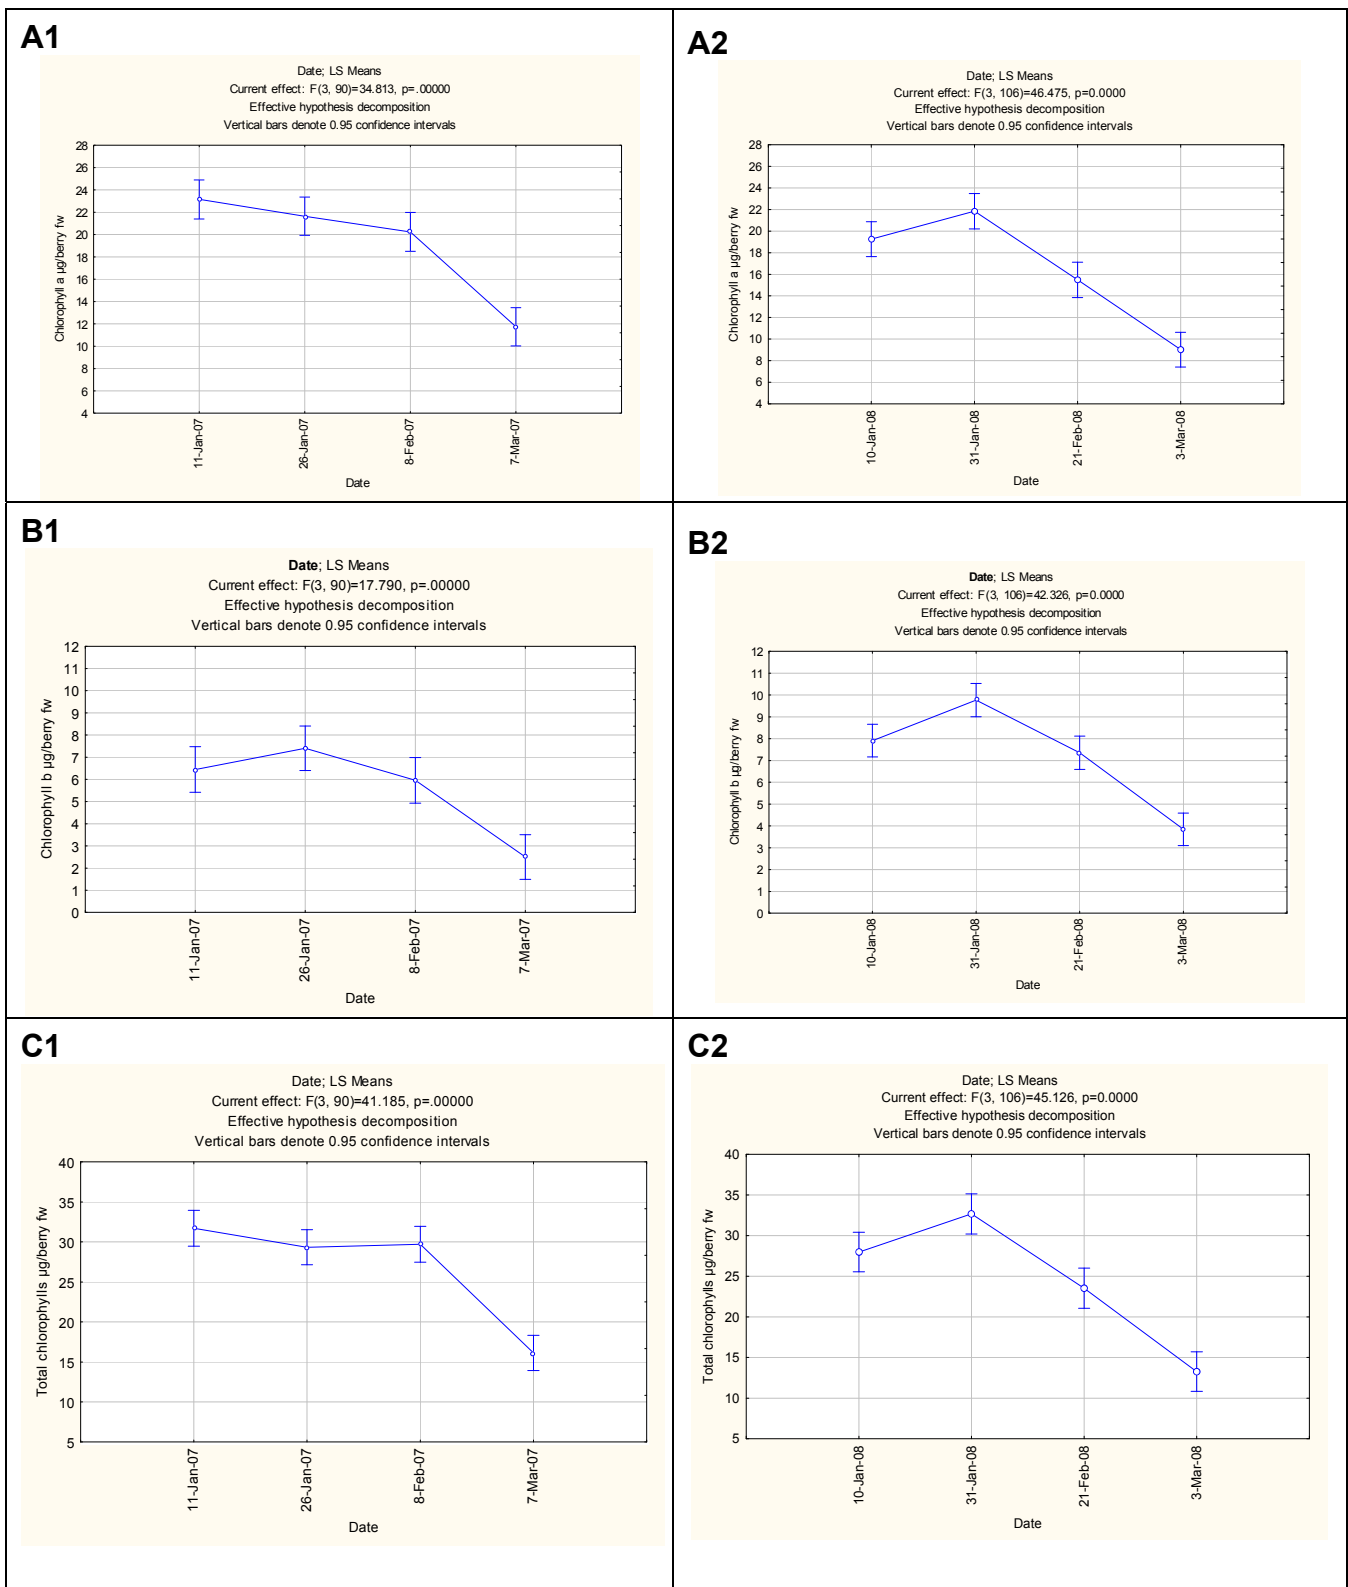 A1
Date; LS Means
Current effect: F(3, 90)=34.813, p=.00000
Effective hypothesis decomposition
Vertical bars denote 0.95 confidence intervals
28
26
24
22
20
18
16
14
12
10
8
6
4
Chlorophyll a µg/berry fw
11-Jan-07
26-Jan-07
8-Feb-07
7-Mar-07
Date
A2
Date; LS Means
Current effect: F(3, 106)=46.475, p=0.0000
Effective hypothesis decomposition
Vertical bars denote 0.95 confidence intervals
28
26
24
22
20
18
16
14
12
10
8
6
4
Chlorophyll a µg/berry fw
10-Jan-08
31-Jan-08
21-Feb-08
3-Mar-08
Date
B1
Date; LS Means
Current effect: F(3, 90)=17.790, p=.00000
Effective hypothesis decomposition
Vertical bars denote 0.95 confidence intervals
12
11
10
9
8
7
6
5
4
3
2
1
0
Chlorophyll b µg/berry fw
11-Jan-07
26-Jan-07
8-Feb-07
7-Mar-07
Date
B2
Date; LS Means
Current effect: F(3, 106)=42.326, p=0.0000
Effective hypothesis decomposition
Vertical bars denote 0.95 confidence intervals
12
11
10
9
8
7
6
5
4
3
2
1
0
Chlorophyll b µg/berry fw
10-Jan-08
31-Jan-08
21-Feb-08
3-Mar-08
Date
C1
Date; LS Means
Current effect: F(3, 90)=41.185, p=.00000
Effective hypothesis decomposition
Vertical bars denote 0.95 confidence intervals
40
35
30
25
20
15
10
5
Total chlorophylls µg/berry fw
11-Jan-07
26-Jan-07
8-Feb-07
7-Mar-07
Date
C2
Date; LS Means
Current effect: F(3, 106)=45.126, p=0.0000
Effective hypothesis decomposition
Vertical bars denote 0.95 confidence intervals
40
35
30
25
20
15
10
5
Total chlorophylls µg/berry fw
10-Jan-08
31-Jan-08
21-Feb-08
3-Mar-08
Date